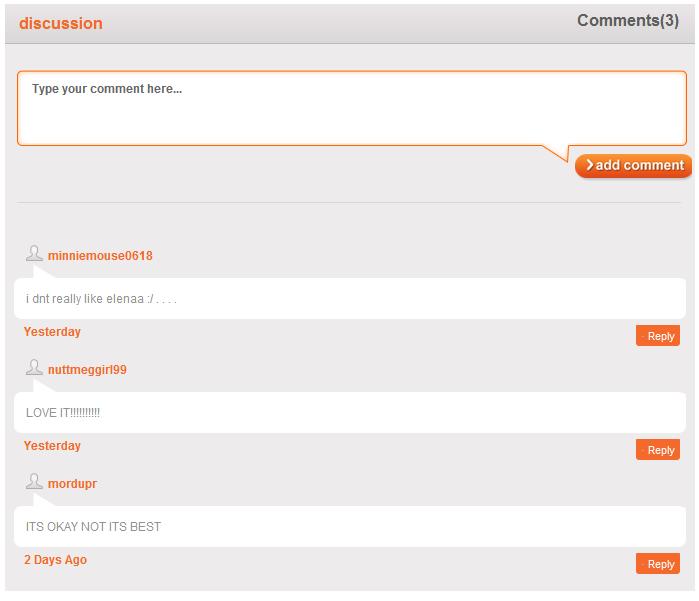 discussion
Comments(3)
Type your comment here...
add comment
minniemouse0618
i dnt really like elenaa :/ . . . .
Yesterday
Reply
nuttmeggirl99
LOVE IT!!!!!!!!!!
Yesterday
Reply
mordupr
ITS OKAY NOT ITS BEST
2 Days Ago
Reply